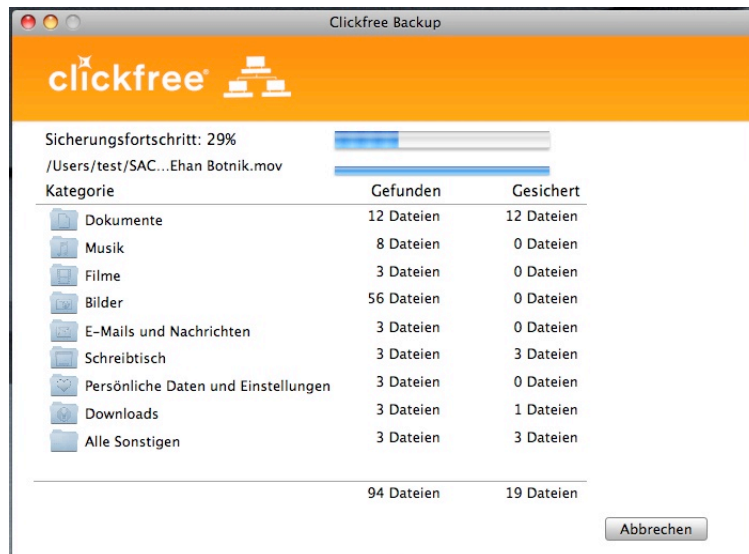 Clickfree Backup
clickfree
Sicherungsfortschritt: 29%
/Users/test/SAC...Ehan Botnik.mov
Kategorie Gefunden Gesichert
Dokumente 12 Dateien 12 Dateien
Musik 8 Dateien 0 Dateien
Filme 3 Dateien 0 Dateien
Bilder 56 Dateien 0 Dateien
E-Mails und Nachrichten 3 Dateien 0 Dateien
Schreibtisch 3 Dateien 3 Dateien
Persönliche Daten und Einstellungen 3 Dateien 0 Dateien
Downloads 3 Dateien 1 Dateien
Alle Sonstigen 3 Dateien 3 Dateien
94 Dateien 19 Dateien
Abbrechen